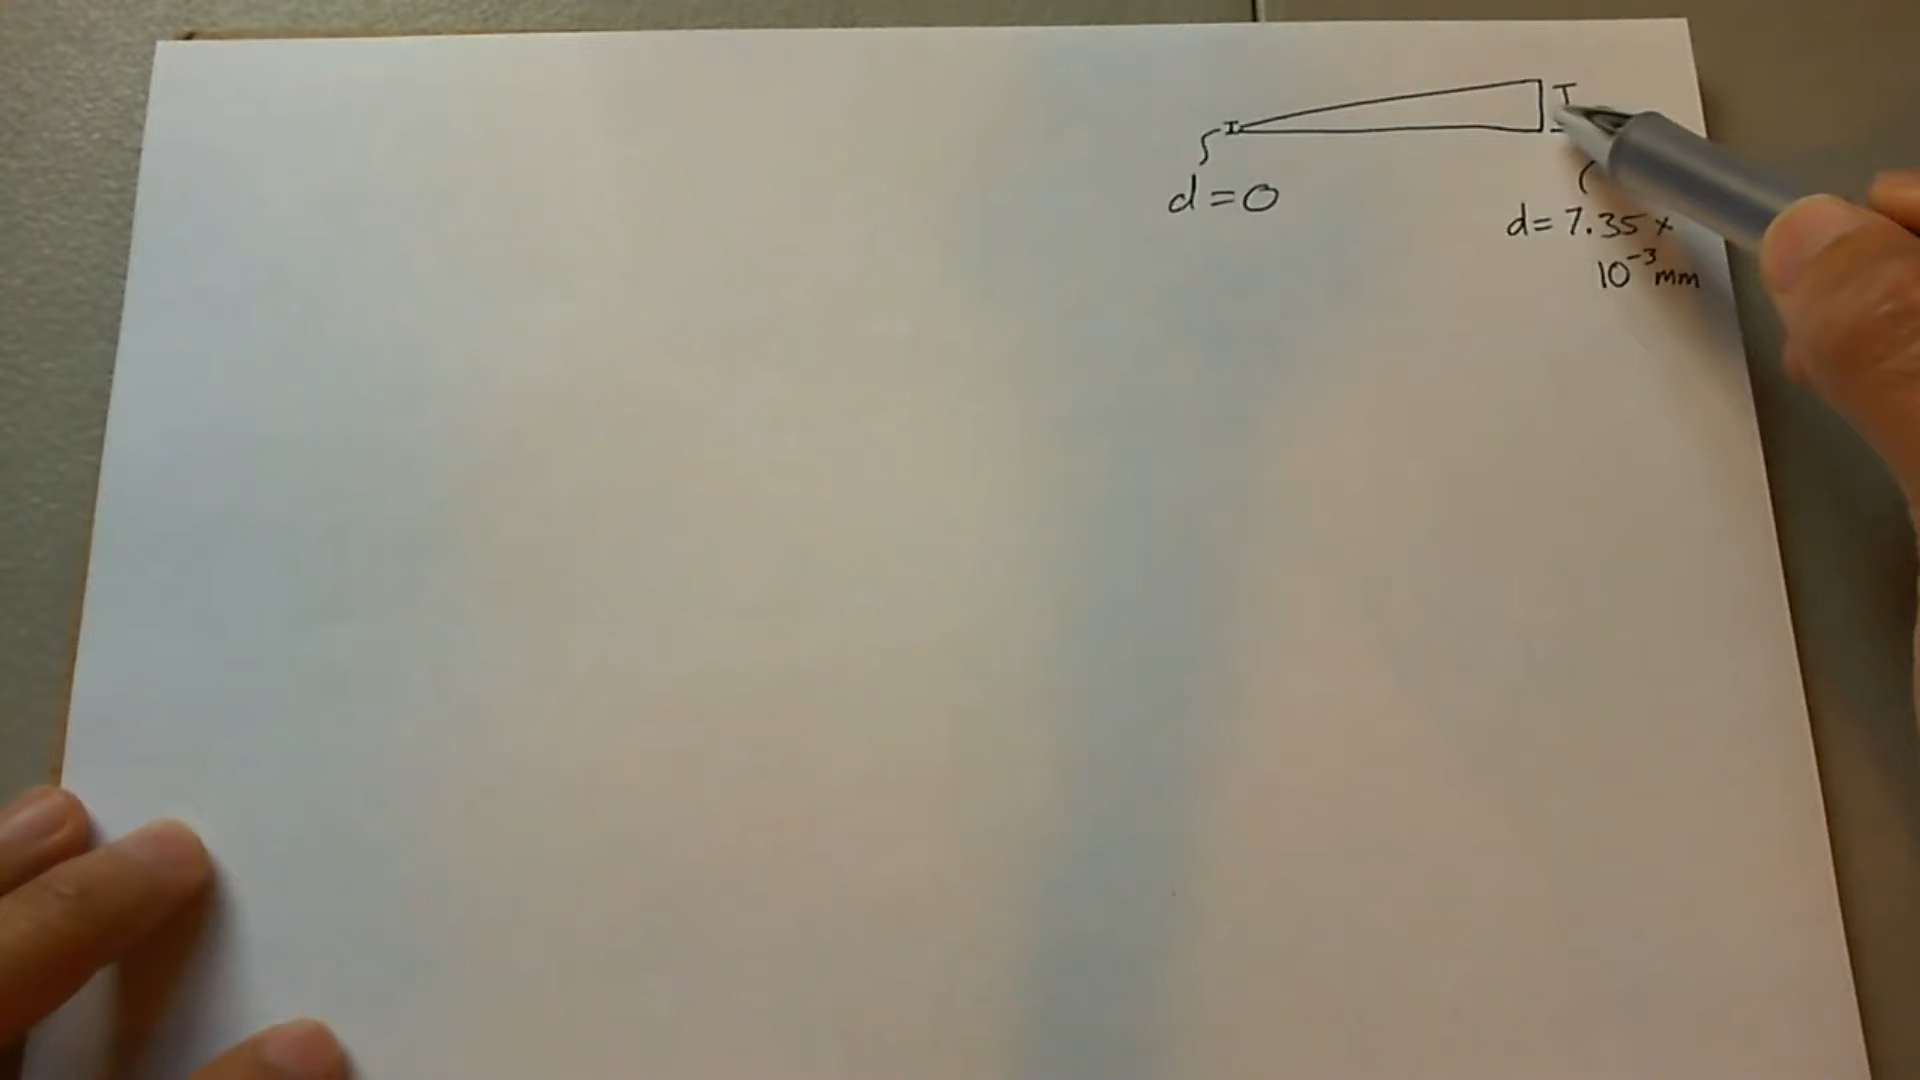 d = 0
d = 7.35 x
10⁻³ mm